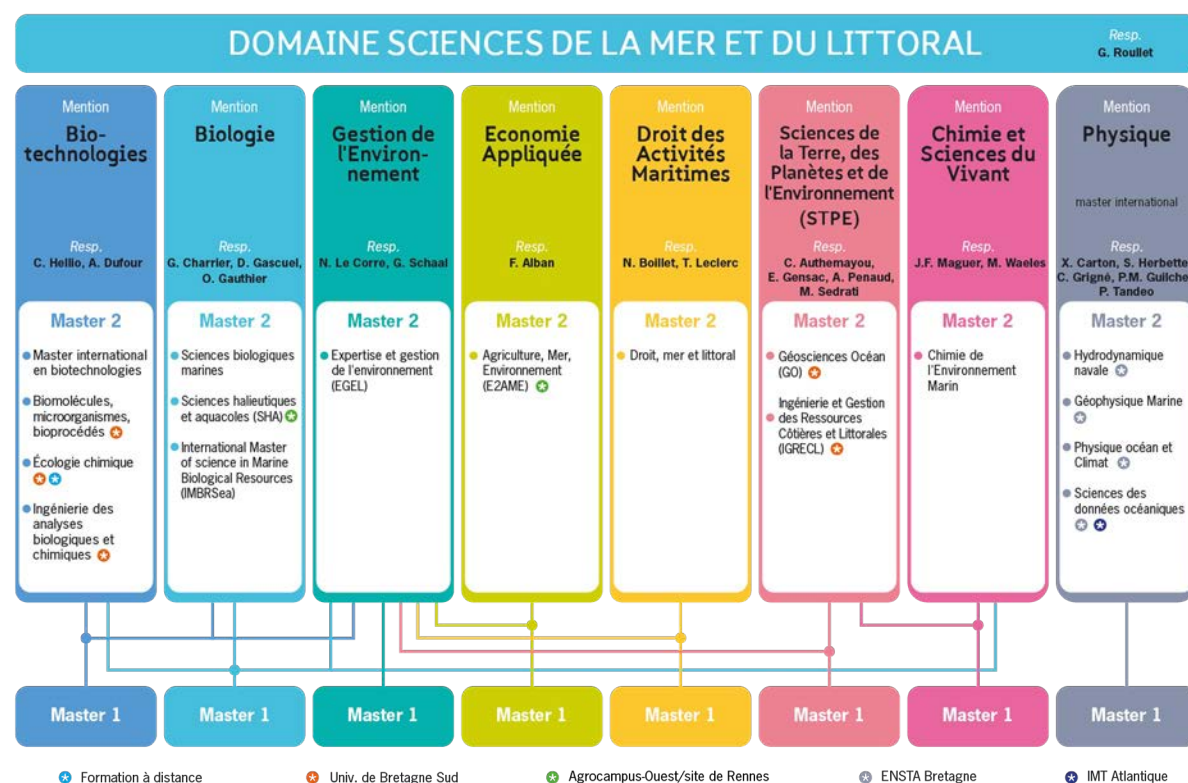 DOMAINE SCIENCES DE LA MER ET DU LITTORAL
Resp.
G. Roullet
Mention
Bio-
technologies
Resp.
C. Hellio, A. Dufour
Master 2
Master international
en biotechnologies
Biomolécules,
microorganismes,
bioprocédés
Écologie chimique
Ingénierie des
analyses
biologiques et
chimiques
Mention
Biologie
Resp.
G. Charrier, D. Gascuel,
O. Gauthier
Master 2
Sciences biologiques
marines
Sciences halieutiques
et aquacoles (SHA)
International Master
of science in Marine
Biological Resources
(IMBRSea)
Mention
Gestion de
l'Environ-
nement
Resp.
N. Le Corre, G. Schaal
Master 2
Expertise et gestion
de l'environnement
(EGEL)
Mention
Economie
Appliquée
Resp.
F. Alban
Master 2
Agriculture, Mer,
Environnement
(E2AME)
Mention
Droit des
Activités
Maritimes
Resp.
N. Boillet, T. Leclerc
Master 2
Droit, mer et littoral
Mention
Sciences de
la Terre, des
Planètes et de
l'Environnement
(STPE)
Resp.
C. Authemayou,
E. Gensac, A. Penaud,
M. Sedrati
Master 2
Géosciences Océan
(GO)
Ingénierie et Gestion
des Ressources
Côtières et Littorales
(IGRECL)
Mention
Chimie et
Sciences du
Vivant
Resp.
J.F. Maguer, M. Waeles
Master 2
Chimie de
l'Environnement
Marin
Mention
Physique
master international
Resp.
X. Carton, S. Herbette
C. Grigné, P.M. Guilche
P. Tandeo
Master 2
Hydrodynamique
navale
Géophysique Marine
Physique océan et
Climat
Sciences des
données océaniques
Master 1
Master 1
Master 1
Master 1
Master 1
Master 1
Master 1
Master 1
Formation à distance
Univ. de Bretagne Sud
Agrocampus-Ouest/site de Rennes
ENSTA Bretagne
IMT Atlantique